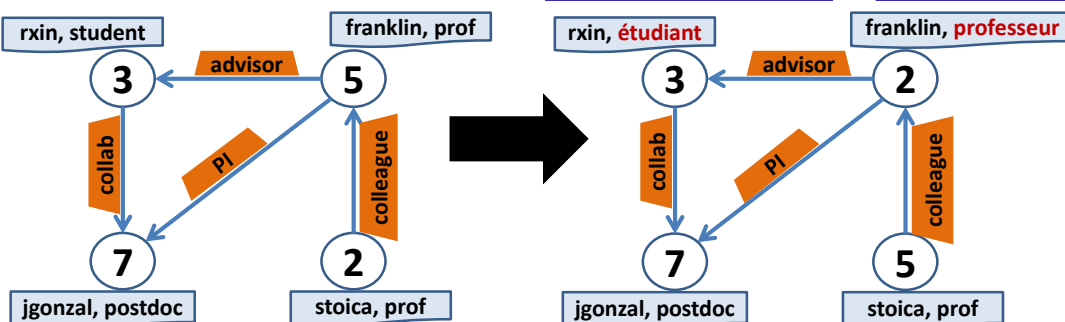 rxin, student
franklin, prof
3
advisor
5
collab
PI
colleague
7
2
jgonzal, postdoc
stoica, prof
rxin, étudiant
franklin, professeur
3
advisor
2
collab
PI
colleague
7
5
jgonzal, postdoc
stoica, prof